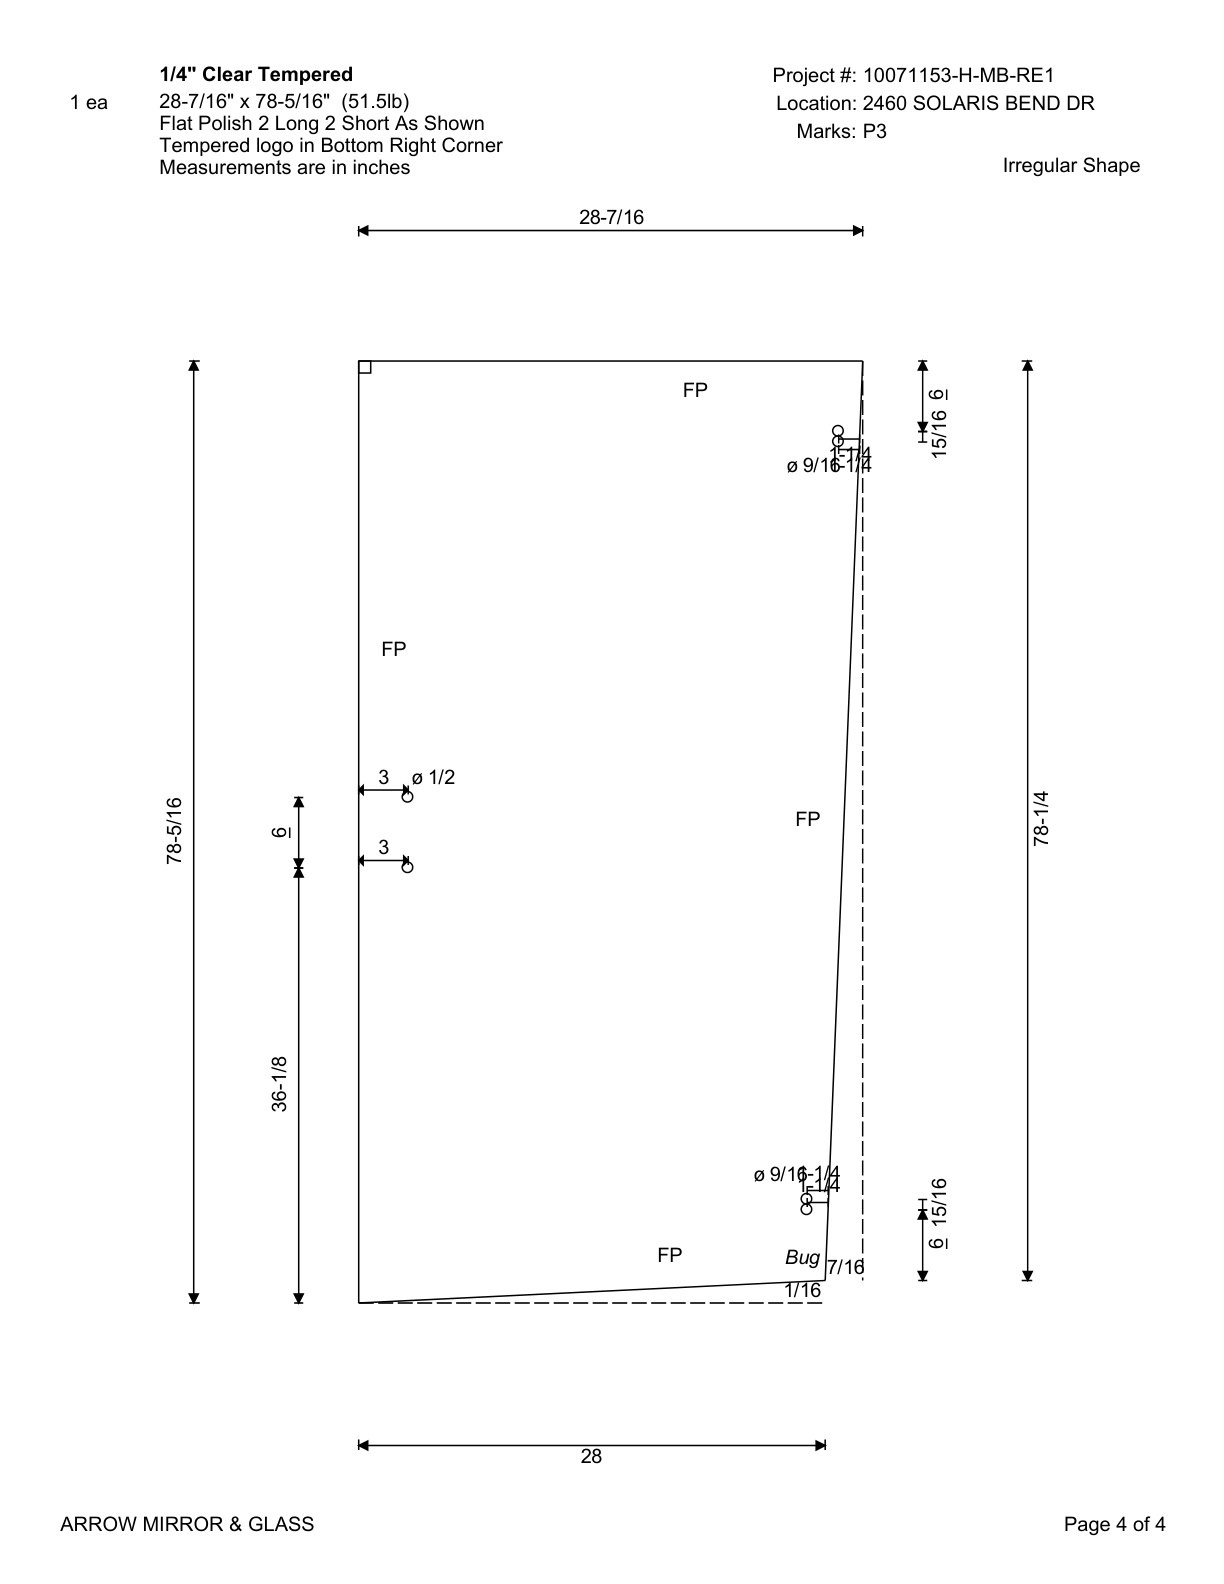 1/4" Clear Tempered
1 ea
28-7/16" x 78-5/16" (51.5lb)
Flat Polish 2 Long 2 Short As Shown
Tempered logo in Bottom Right Corner
Measurements are in inches
Project #: 10071153-H-MB-RE1
Location: 2460 SOLARIS BEND DR
Marks: P3
Irregular Shape
28-7/16
FP
6
15/16
1-1/4
ø 9/16
1-1/4
FP
3
ø 1/2
78-5/16
6
3
FP
78-1/4
36-1/8
ø 9/16
1-1/4
1-1/4
15/16
6
FP
Bug
7/16
1/16
28
ARROW MIRROR & GLASS
Page 4 of 4